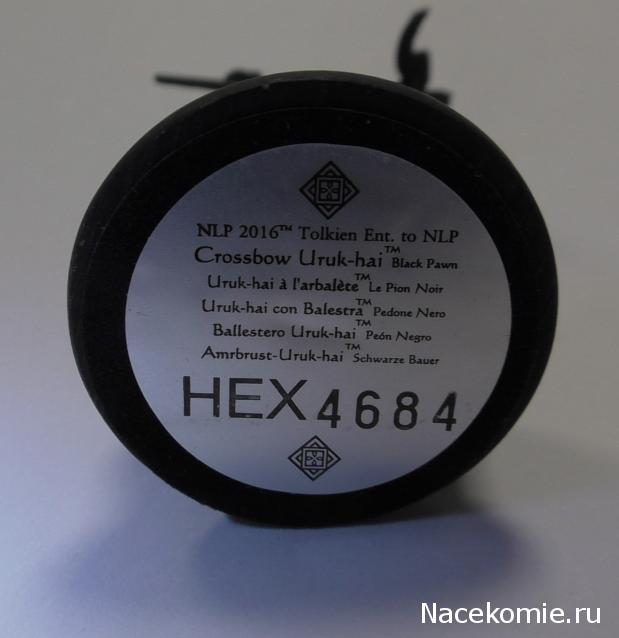 NLP 2016™ Tolkien Ent. to NLP
Crossbow Uruk-hai™ Black Pawn
Uruk-hai à l'arbalète™ Le Pion Noir
Uruk-hai con Balestra™ Pedone Nero
Ballestero Uruk-hai™ Peón Negro
Amrbrust-Uruk-hai™ Schwarze Bauer
HEX4684
Nacekomie.ru